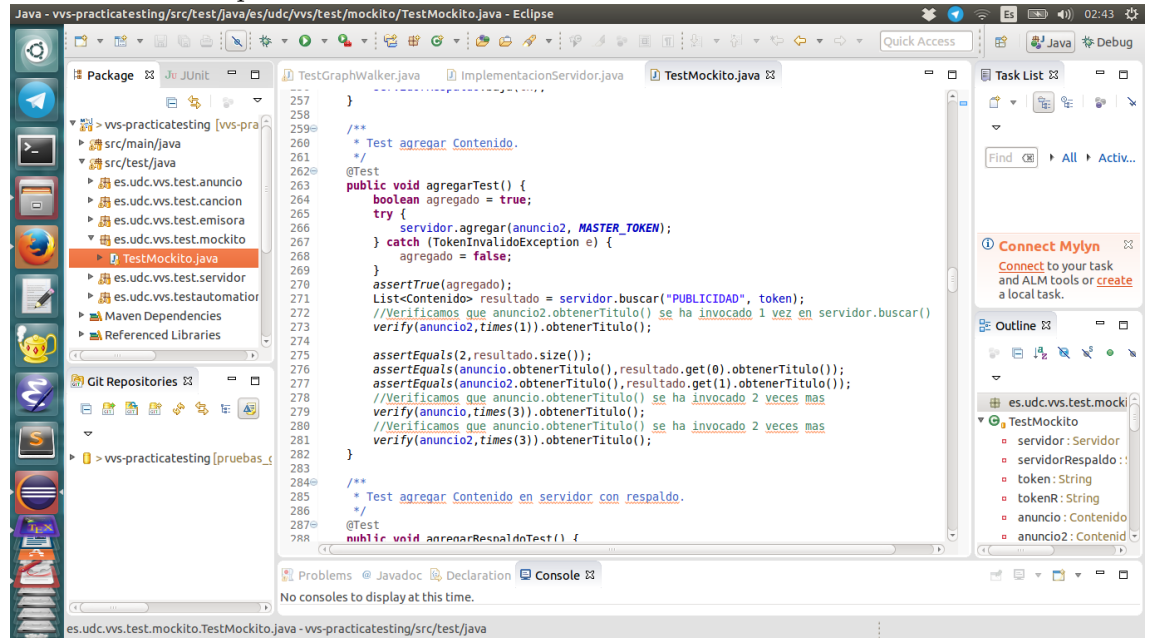 Java - vvs-practicatesting/src/test/java/es/udc/vvs/test/mockito/TestMockito.java - Eclipse
Es
02:43
Quick Access
Java
Debug
Package
JUnit
TestGraphWalker.java
ImplementacionServidor.java
TestMockito.java
Task List
> vvs-practicatesting [vvs-pra
src/main/java
src/test/java
es.udc.vvs.test.anuncio
es.udc.vvs.test.cancion
es.udc.vvs.test.emisora
es.udc.vvs.test.mockito
TestMockito.java
es.udc.vvs.test.servidor
es.udc.vvs.testautomation
Maven Dependencies
Referenced Libraries
Git Repositories
> vvs-practicatesting [pruebas_
257 }
258
259 /**
260 * Test agregar Contenido.
261 */
262 @Test
263 public void agregarTest() {
264 boolean agregado = true;
265 try {
266 servidor.agregar(anuncio2, MASTER_TOKEN);
267 } catch (TokenInvalidoException e) {
268 agregado = false;
269 }
270 assertTrue(agregado);
271 List<Contenido> resultado = servidor.buscar("PUBLICIDAD", token);
272 //Verificamos que anuncio2.obtenerTitulo() se ha invocado 1 vez en servidor.buscar()
273 verify(anuncio2,times(1)).obtenerTitulo();
274
275 assertEquals(2,resultado.size());
276 assertEquals(anuncio.obtenerTitulo(),resultado.get(0).obtenerTitulo());
277 assertEquals(anuncio2.obtenerTitulo(),resultado.get(1).obtenerTitulo());
278 //Verificamos que anuncio.obtenerTitulo() se ha invocado 2 veces mas
279 verify(anuncio,times(3)).obtenerTitulo();
280 //Verificamos que anuncio.obtenerTitulo() se ha invocado 2 veces mas
281 verify(anuncio2,times(3)).obtenerTitulo();
282 }
283
284 /**
285 * Test agregar Contenido en servidor con respaldo.
286 */
287 @Test
288 public void agregarRespaldoTest() {
Find
All
Activ...
Connect Mylyn
Connect to your task
and ALM tools or create
a local task.
Outline
es.udc.vvs.test.mocki
TestMockito
servidor : Servidor
servidorRespaldo :
token : String
tokenR : String
anuncio : Contenido
anuncio2 : Contenid
Problems
Javadoc
Declaration
Console
No consoles to display at this time.
es.udc.vvs.test.mockito.TestMockito.java - vvs-practicatesting/src/test/java